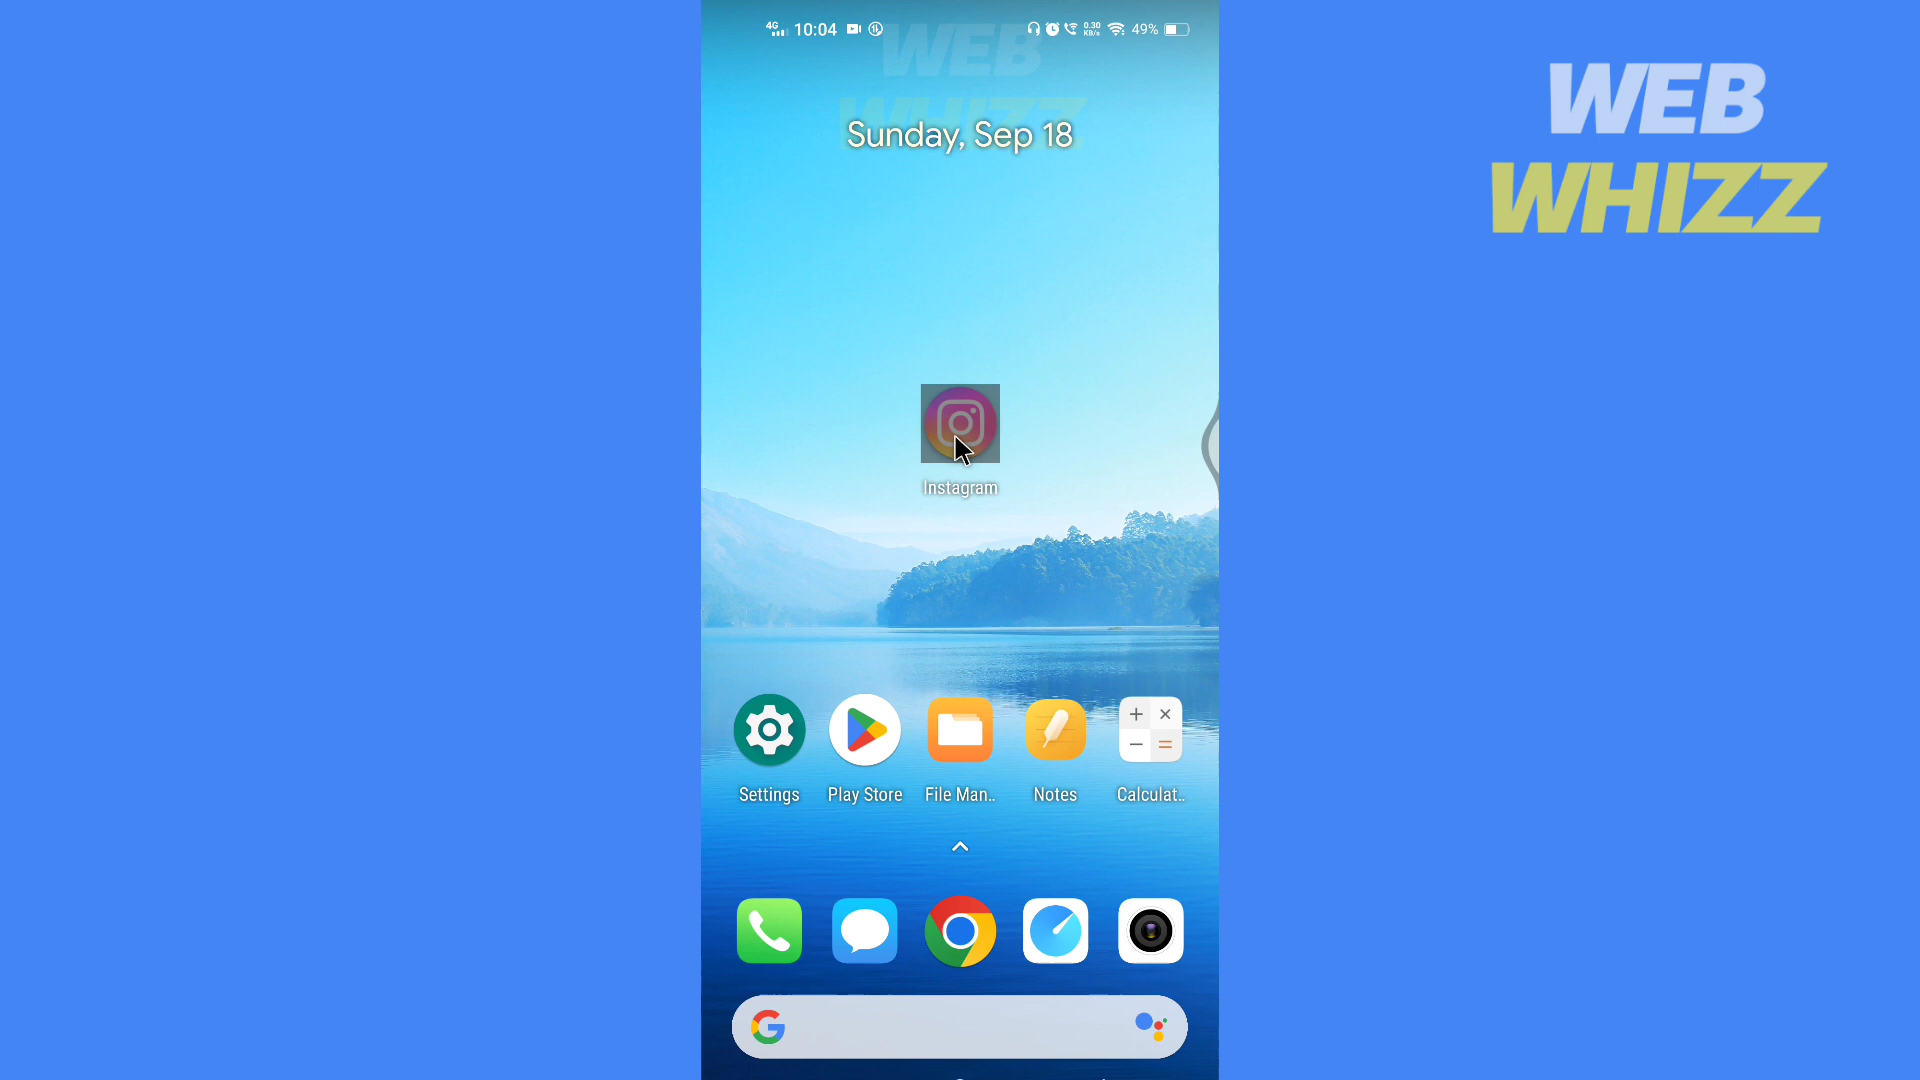 4G 10:04 0.30 KB/s 49%
WEB
WHIZZ
Sunday, Sep 18
WEB
WHIZZ
Instagram
Settings Play Store File Man.. Notes Calculat..